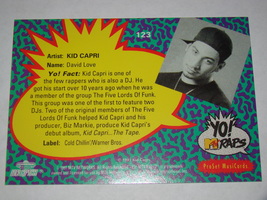 123
Artist: KID CAPRI
Name: David Love
Yo! Fact: Kid Capri is one of
the few rappers who is also a DJ. He
got his start over 10 years ago when he was
a member of the group The Five Lords Of Funk.
This group was one of the first to feature two
DJs. Two of the original members of The Five
Lords Of Funk helped Kid Capri and his
producer, Biz Markie, produce Kid Capri's
debut album, Kid Capri...The Tape.
Label: Cold Chillin'/Warner Bros.
YO!
MTV
RAPS
ProSet MusiCards